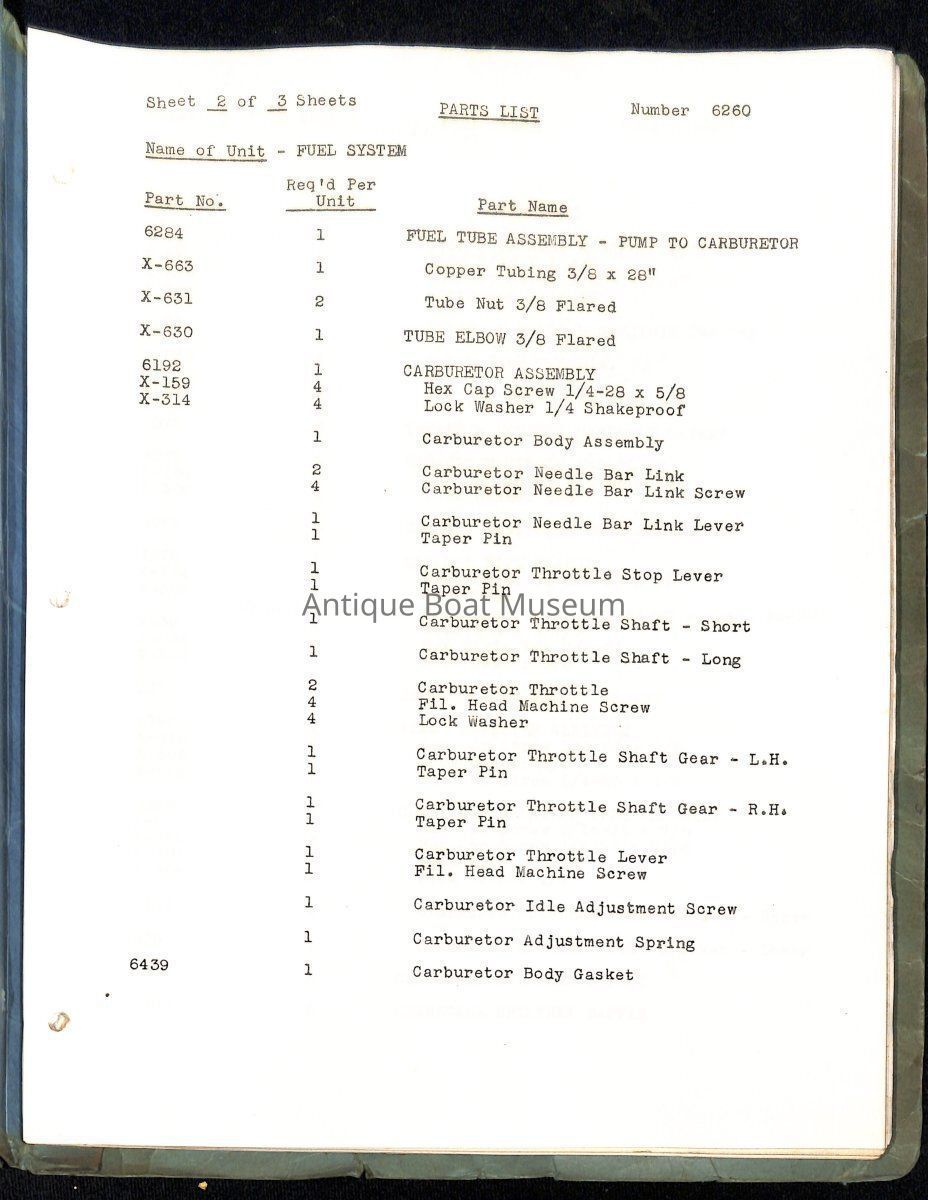 Sheet 2 of 3 Sheets PARTS LIST Number 6260
Name of Unit - FUEL SYSTEM
Part No. Req'd Per Unit Part Name
6284 1 FUEL TUBE ASSEMBLY - PUMP TO CARBURETOR
X-663 1 Copper Tubing 3/8 x 28"
X-631 2 Tube Nut 3/8 Flared
X-630 1 TUBE ELBOW 3/8 Flared
6192 1 CARBURETOR ASSEMBLY
X-159 4 Hex Cap Screw 1/4-28 x 5/8
X-314 4 Lock Washer 1/4 Shakeproof
1 Carburetor Body Assembly
2 Carburetor Needle Bar Link
4 Carburetor Needle Bar Link Screw
1 Carburetor Needle Bar Link Lever
1 Taper Pin
1 Carburetor Throttle Stop Lever
1 Taper Pin
Antique Boat Museum
1 Carburetor Throttle Shaft - Short
1 Carburetor Throttle Shaft - Long
2 Carburetor Throttle
4 Fil. Head Machine Screw
4 Lock Washer
1 Carburetor Throttle Shaft Gear - L.H.
1 Taper Pin
1 Carburetor Throttle Shaft Gear - R.H.
1 Taper Pin
1 Carburetor Throttle Lever
1 Fil. Head Machine Screw
1 Carburetor Idle Adjustment Screw
1 Carburetor Adjustment Spring
6439 1 Carburetor Body Gasket